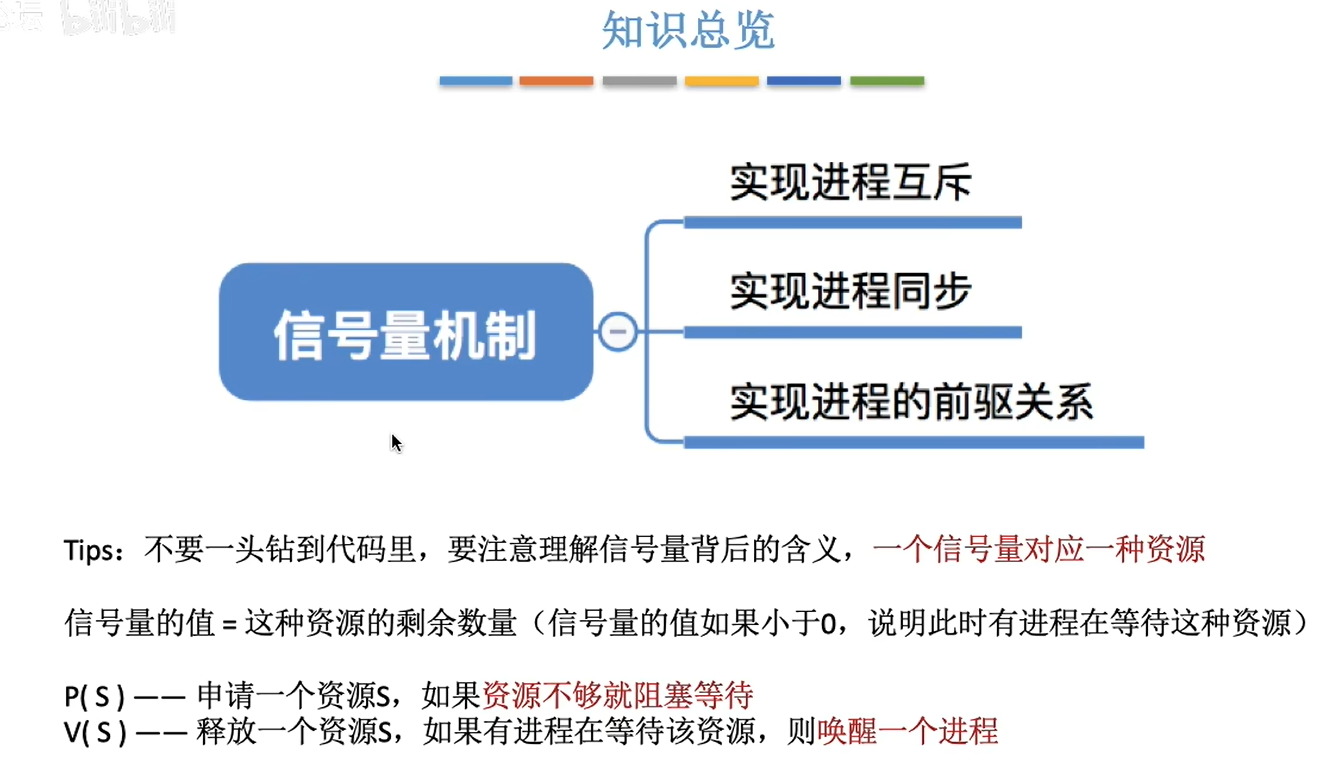 知识总览
实现进程互斥
实现进程同步
信号量机制
实现进程的前驱关系
Tips：不要一头钻到代码里，要注意理解信号量背后的含义，一个信号量对应一种资源
信号量的值 = 这种资源的剩余数量（信号量的值如果小于0，说明此时有进程在等待这种资源）
P( S ) —— 申请一个资源S，如果资源不够就阻塞等待
V( S ) —— 释放一个资源S，如果有进程在等待该资源，则唤醒一个进程